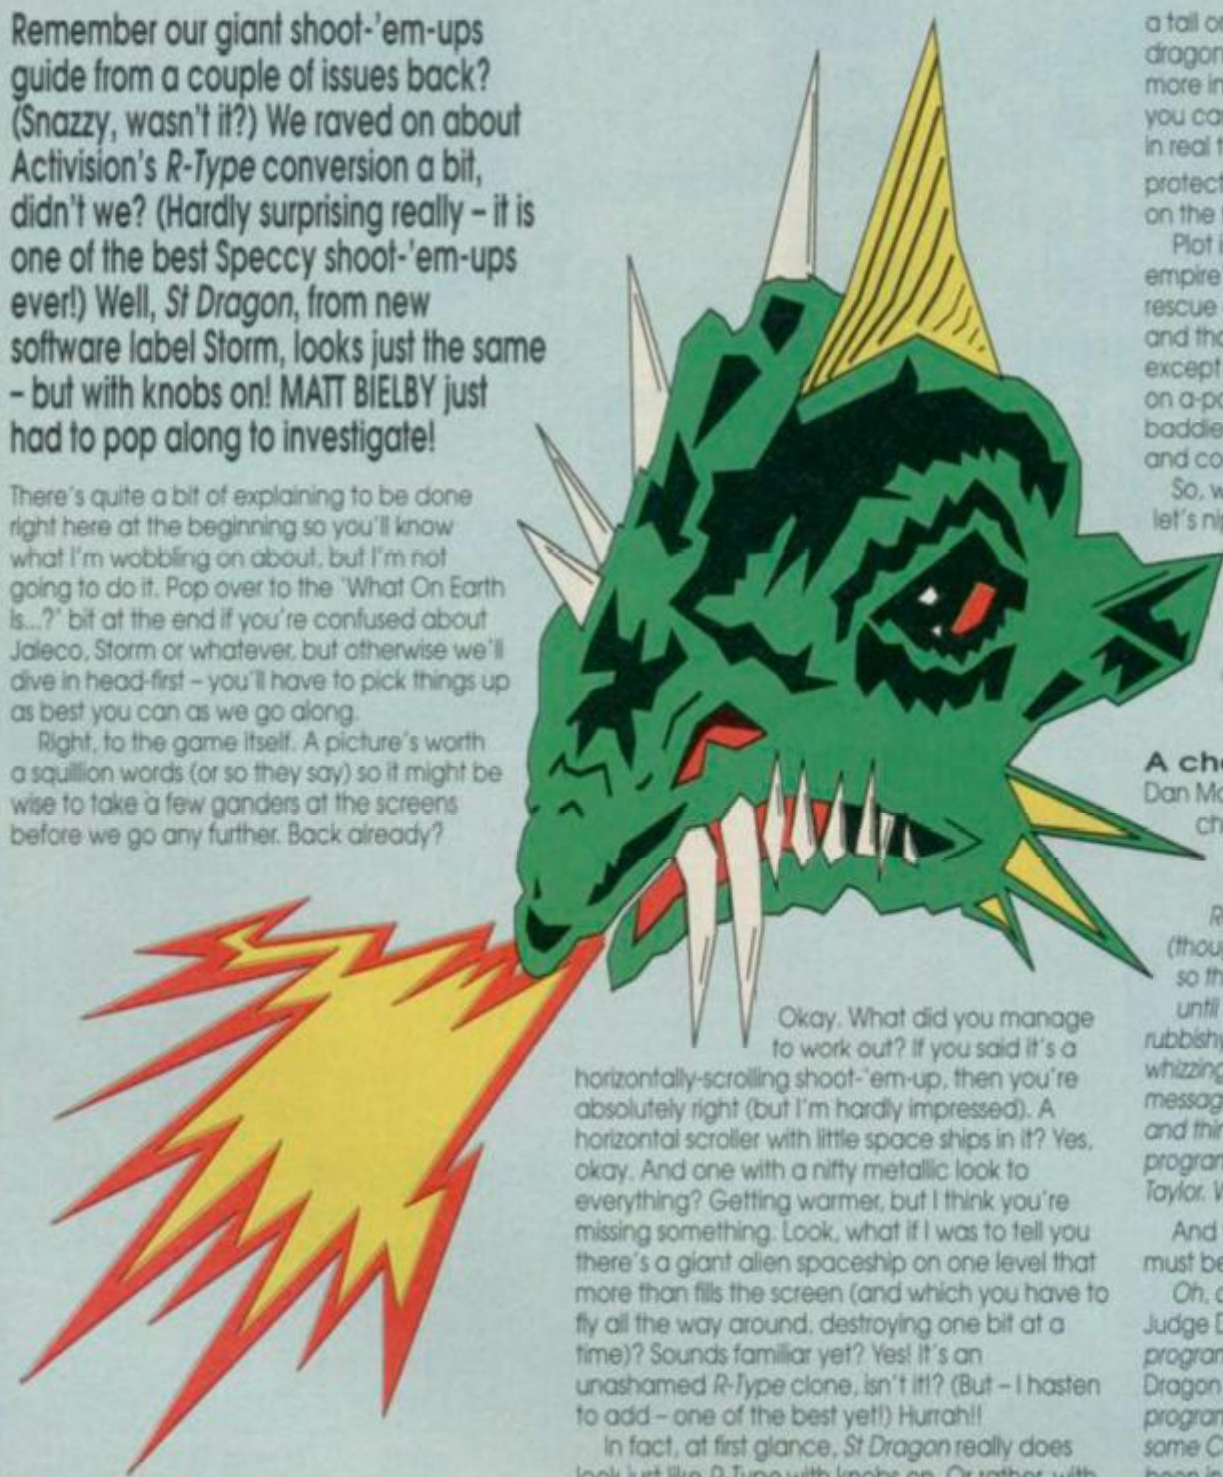 Remember our giant shoot-'em-ups
guide from a couple of issues back?
(Snazzy, wasn't it?) We raved on about
Activision's R-Type conversion a bit,
didn't we? (Hardly surprising really – it is
one of the best Speccy shoot-'em-ups
ever!) Well, St Dragon, from new
software label Storm, looks just the same
– but with knobs on! MATT BIELBY just
had to pop along to investigate!
There's quite a bit of explaining to be done
right here at the beginning so you'll know
what I'm wobbling on about, but I'm not
going to do it. Pop over to the 'What On Earth
Is...?' bit at the end if you're confused about
Jaleco, Storm or whatever, but otherwise we'll
dive in head-first – you'll have to pick things up
as best you can as we go along.
Right, to the game itself. A picture's worth
a squillion words (or so they say) so it might be
wise to take a few ganders at the screens
before we go any further. Back already?
Okay. What did you manage
to work out? If you said it's a
horizontally-scrolling shoot-'em-up, then you're
absolutely right (but I'm hardly impressed). A
horizontal scroller with little space ships in it? Yes,
okay. And one with a nifty metallic look to
everything? Getting warmer, but I think you're
missing something. Look, what if I was to tell you
there's a giant alien spaceship on one level that
more than fills the screen (and which you have to
fly all the way around, destroying one bit at a
time)? Sounds familiar yet? Yes! It's an
unashamed R-Type clone, isn't it!? (But – I hasten
to add – one of the best yet!) Hurrah!!
In fact, at first glance, St Dragon really does
look just like R-Type with knobs on. Or rather, with
a tail
dragon
more
you
in real
protect
on the
Plot
empire
rescue
and
except
on
baddie
and
So,
let's
A
Dan
(thou
so
until
rubbishy
whizzing
messag
and
program
Taylor.
And
must be
Oh,
Judge
program
Dragon
program
some
been